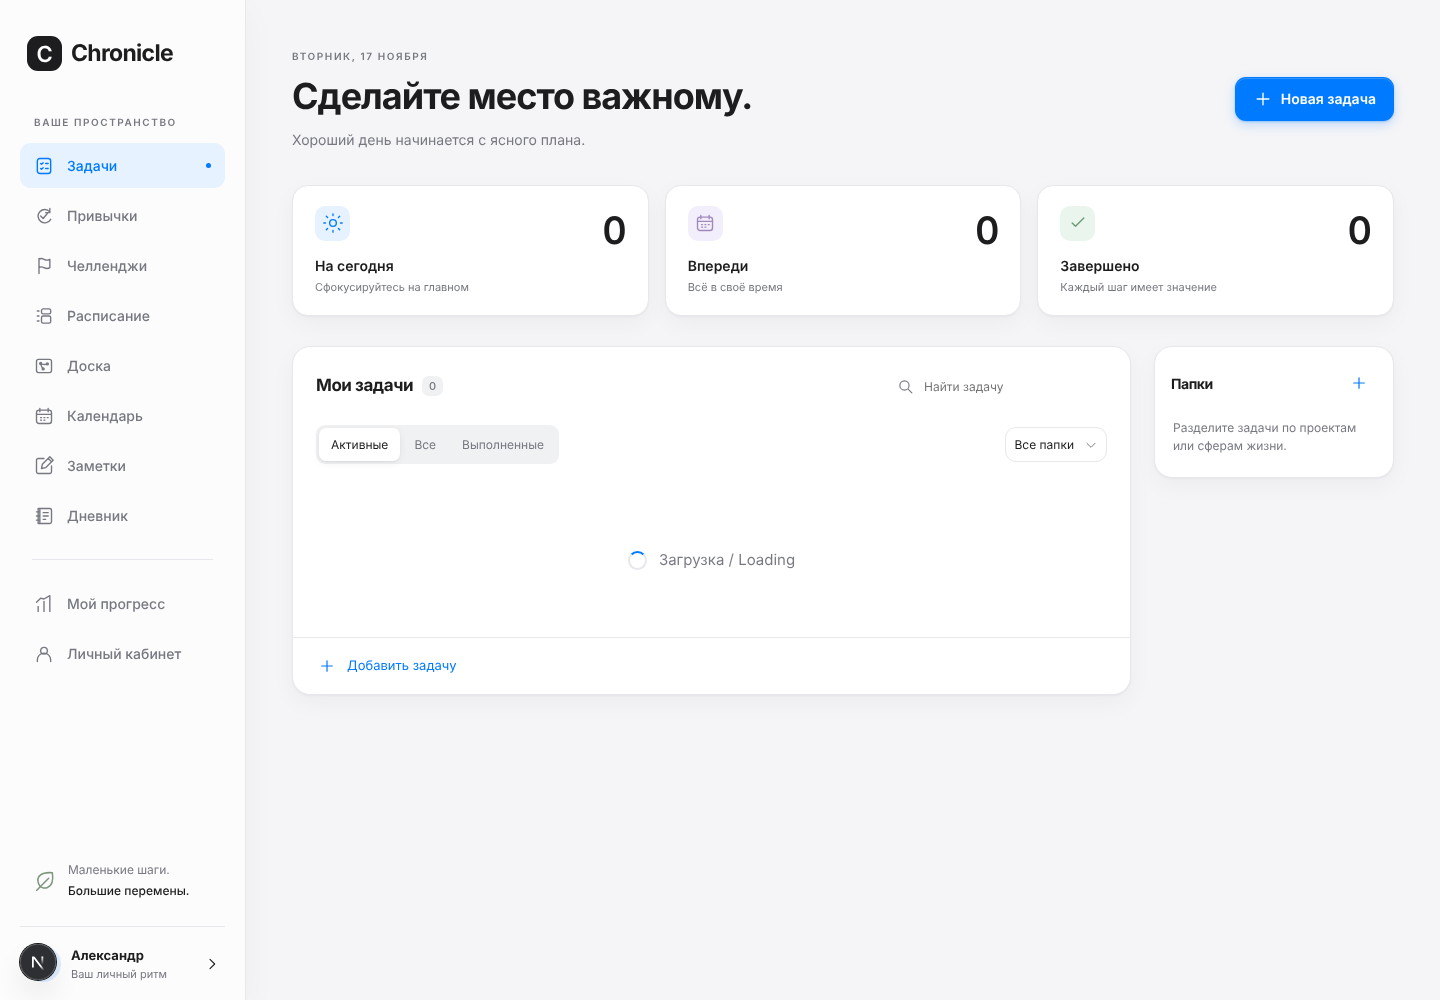 C Chronicle
ВАШЕ ПРОСТРАНСТВО
Задачи
Привычки
Челленджи
Расписание
Доска
Календарь
Заметки
Дневник
Мой прогресс
Личный кабинет
Маленькие шаги.
Большие перемены.
N
Александр
Ваш личный ритм
ВТОРНИК, 17 НОЯБРЯ
Сделайте место важному.
Хороший день начинается с ясного плана.
Новая задача
0
На сегодня
Сфокусируйтесь на главном
0
Впереди
Всё в своё время
0
Завершено
Каждый шаг имеет значение
Мои задачи 0
Найти задачу
Активные Все Выполненные
Все папки
Загрузка / Loading
Добавить задачу
Папки
Разделите задачи по проектам
или сферам жизни.